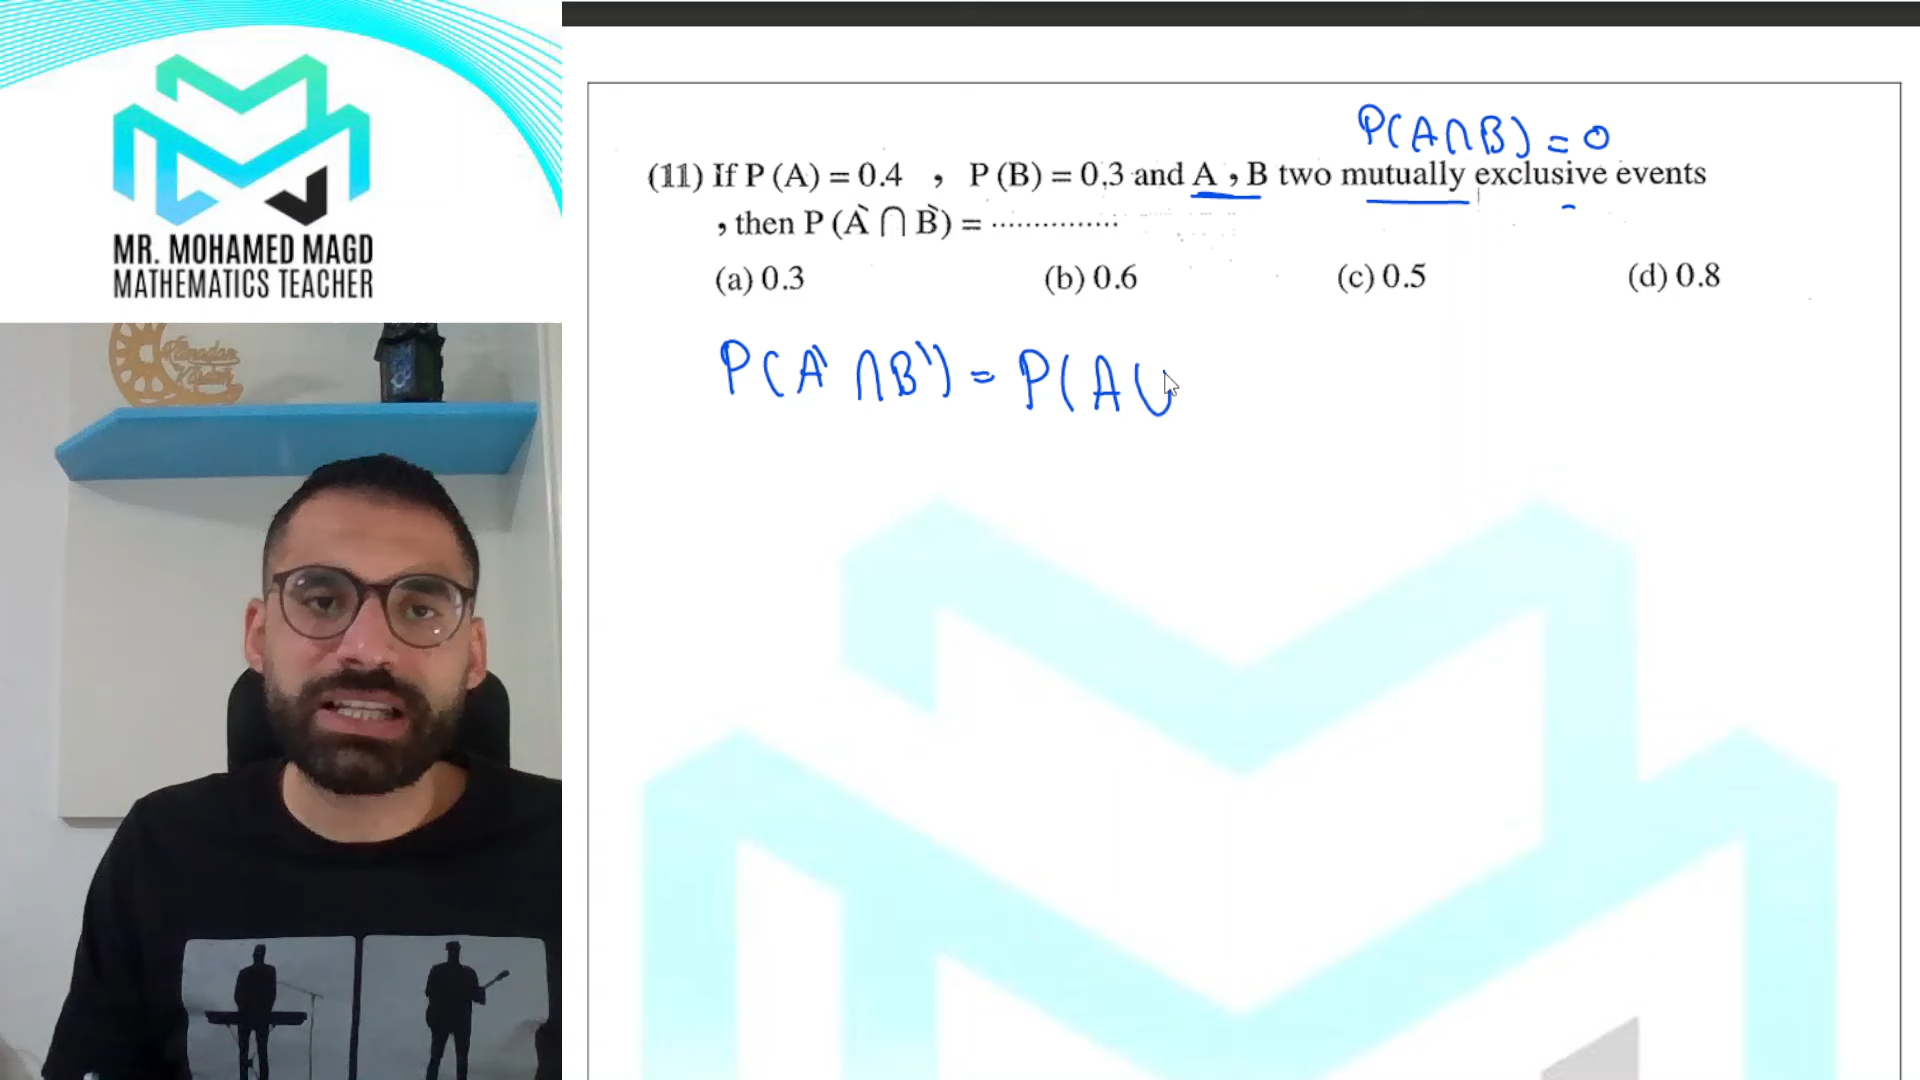 MR. MOHAMED MAGD
MATHEMATICS TEACHER
Ramadan
P(A∩B) = 0
(11) If P (A) = 0.4 , P (B) = 0.3 and A , B two mutually exclusive events
, then P (A̕ ∩ B̕) = ...............
(a) 0.3 (b) 0.6 (c) 0.5 (d) 0.8
P(A' ∩ B') = P(A ∪